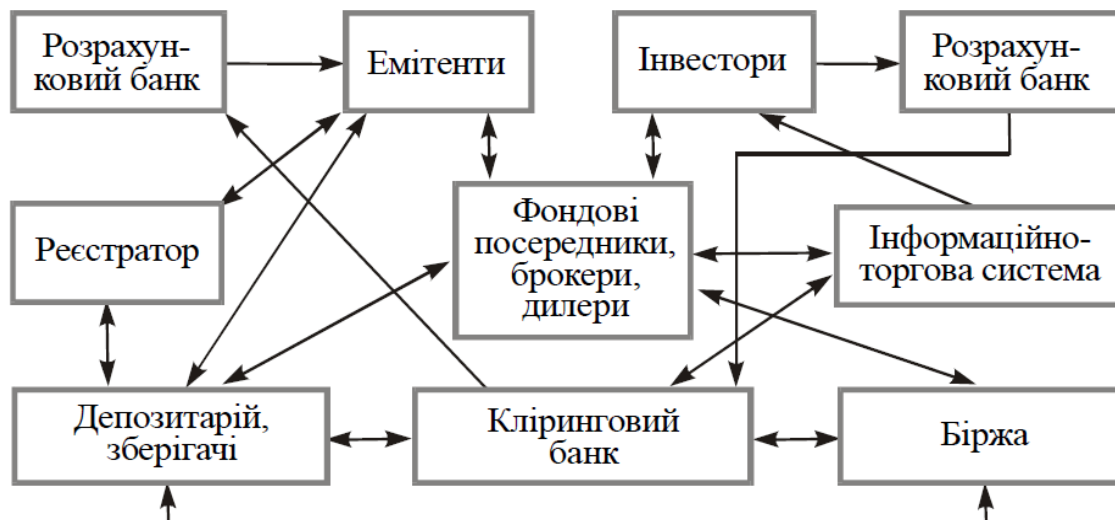 Розрахун-
ковий банк
Емітенти
Інвестори
Розрахун-
ковий банк
Реєстратор
Фондові
посередники,
брокери,
дилери
Інформаційно-
торгова система
Депозитарій,
зберігачі
Кліринговий
банк
Біржа